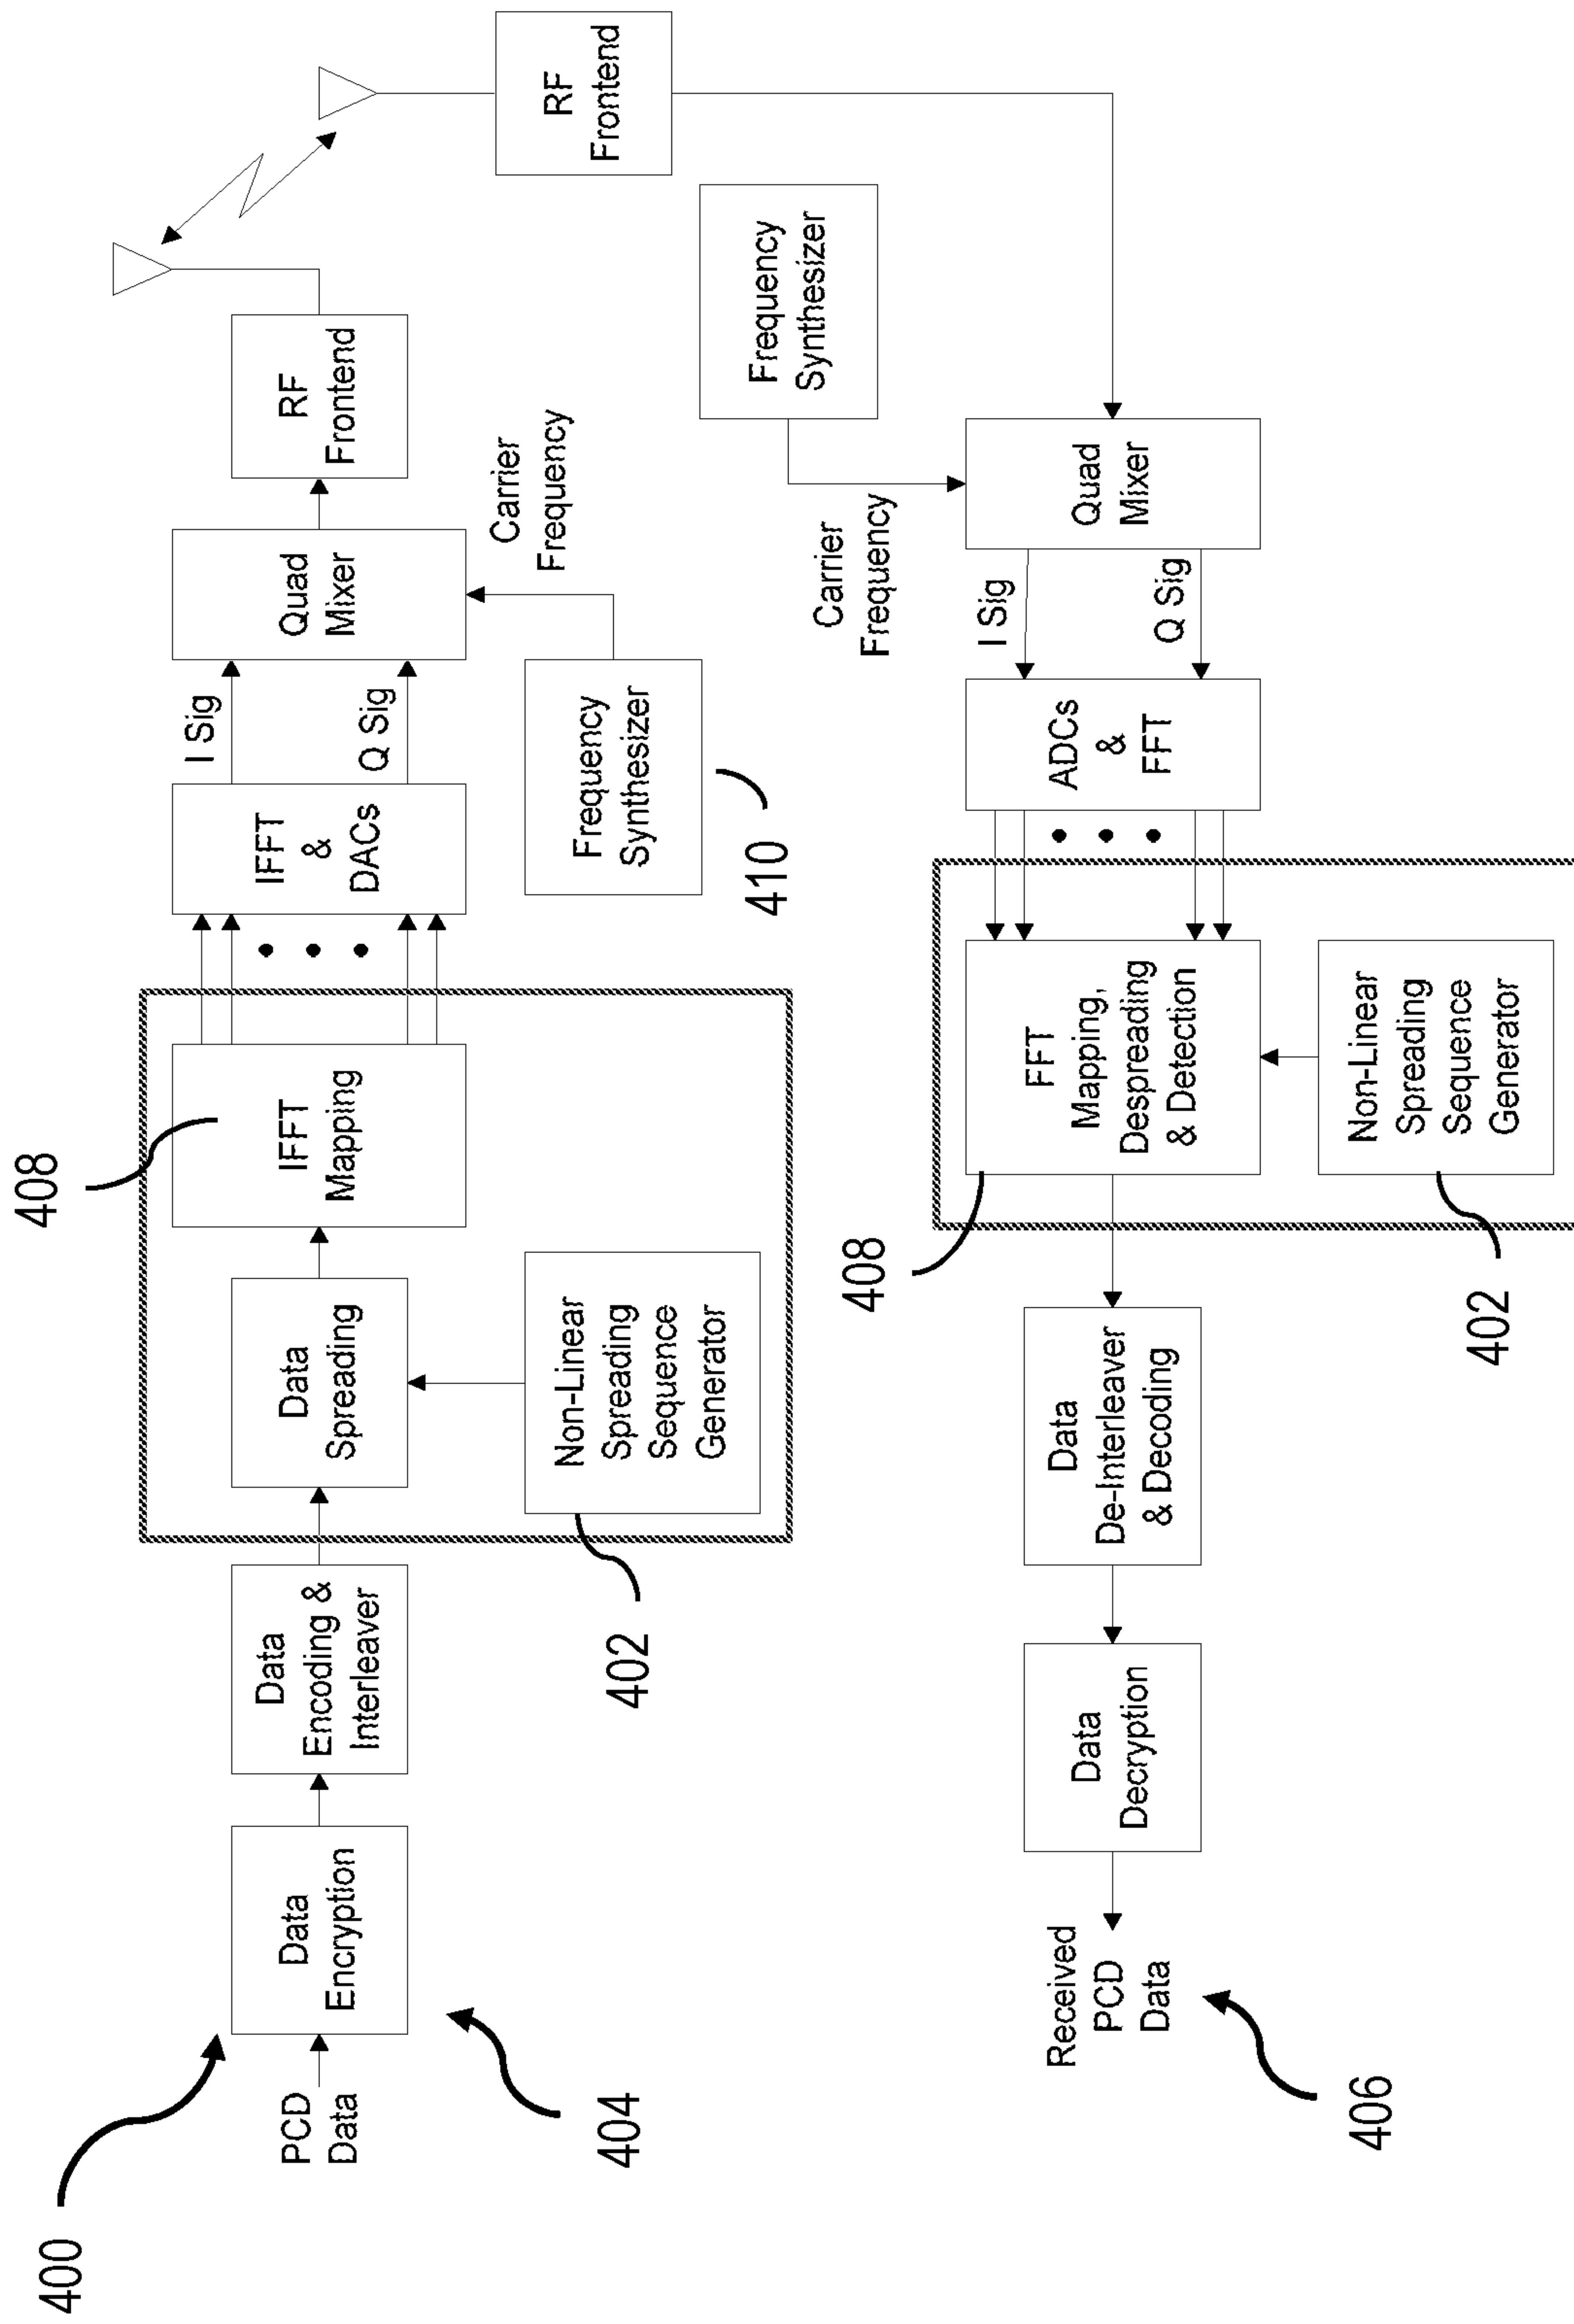 400
PCD
Data
404
Data
Encryption
Data
Encoding &
Interleaver
402
Data
Spreading
Non-Linear
Spreading
Sequence
Generator
408
IFFT
Mapping
IFFT
&
DACs
I Sig
Q Sig
410
Frequency
Synthesizer
Quad
Mixer
Carrier
Frequency
RF
Frontend
RF
Frontend
Frequency
Synthesizer
Carrier
Frequency
Quad
Mixer
I Sig
Q Sig
ADCs
&
FFT
408
FFT
Mapping,
Despreading
& Detection
Non-Linear
Spreading
Sequence
Generator
402
Data
De-Interleaver
& Decoding
Data
Decryption
Received
PCD
Data
406